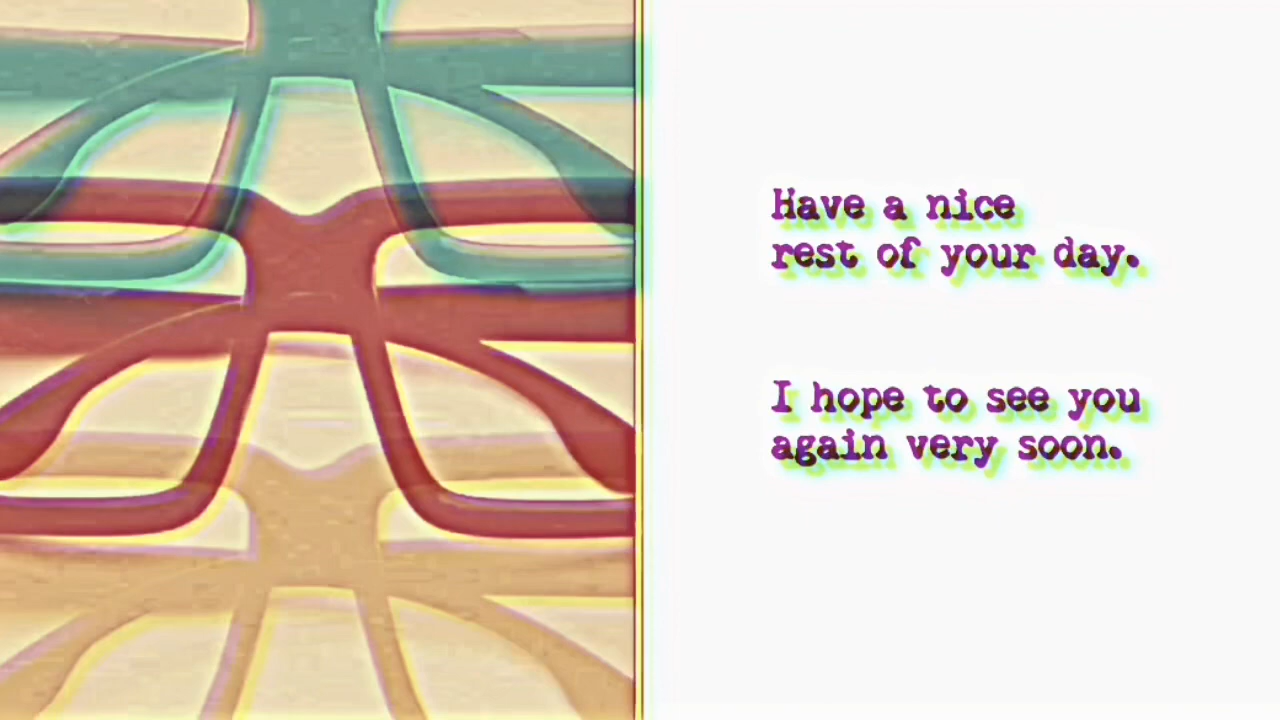 Have a nice
rest of your day.
I hope to see you
again very soon.